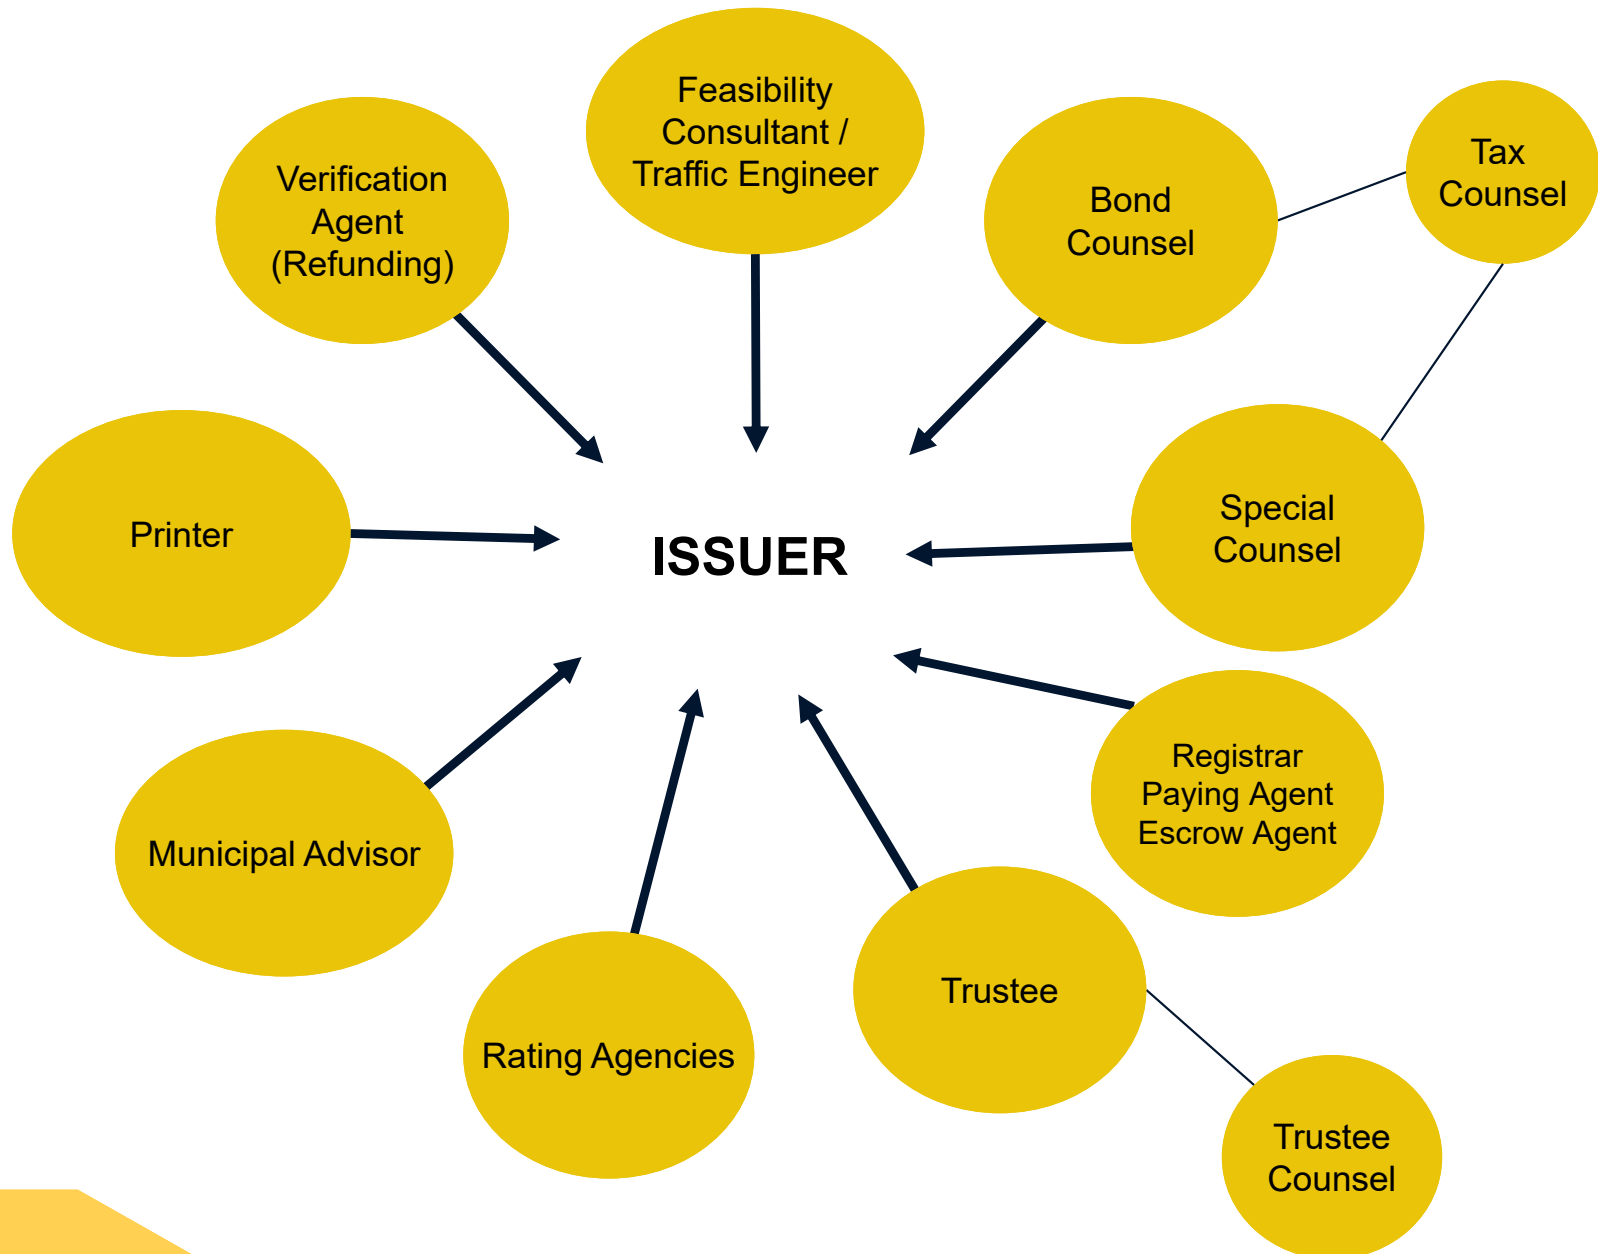 Feasibility
Consultant /
Traffic Engineer
Verification
Agent
(Refunding)
Bond
Counsel
Tax
Counsel
Printer
ISSUER
Special
Counsel
Registrar
Paying Agent
Escrow Agent
Municipal Advisor
Trustee
Rating Agencies
Trustee
Counsel